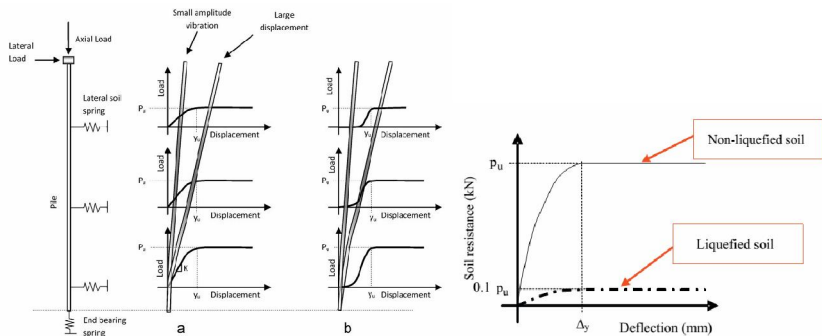 Axial Load
Lateral
Load
Lateral soil
spring
Pile
End bearing
spring
Small amplitude
vibration
Large
displacement
Load
Pᵤ
yᵤ
Displacement
Load
Pᵤ
yᵤ
Displacement
Load
Pᵤ
K
yᵤ
Displacement
a
Load
Pᵤ
yᵤ
Displacement
Load
Pᵤ
yᵤ
Displacement
Load
Pᵤ
yᵤ
Displacement
b
Soil resistance (kN)
pᵤ
0.1 pᵤ
Non-liquefied soil
Liquefied soil
Δy
Deflection (mm)